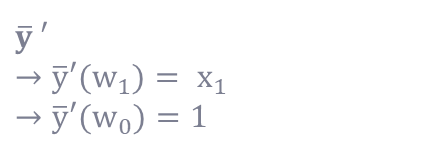 ȳ ′
→ ȳ′(w₁) = x₁
→ ȳ′(w₀) = 1